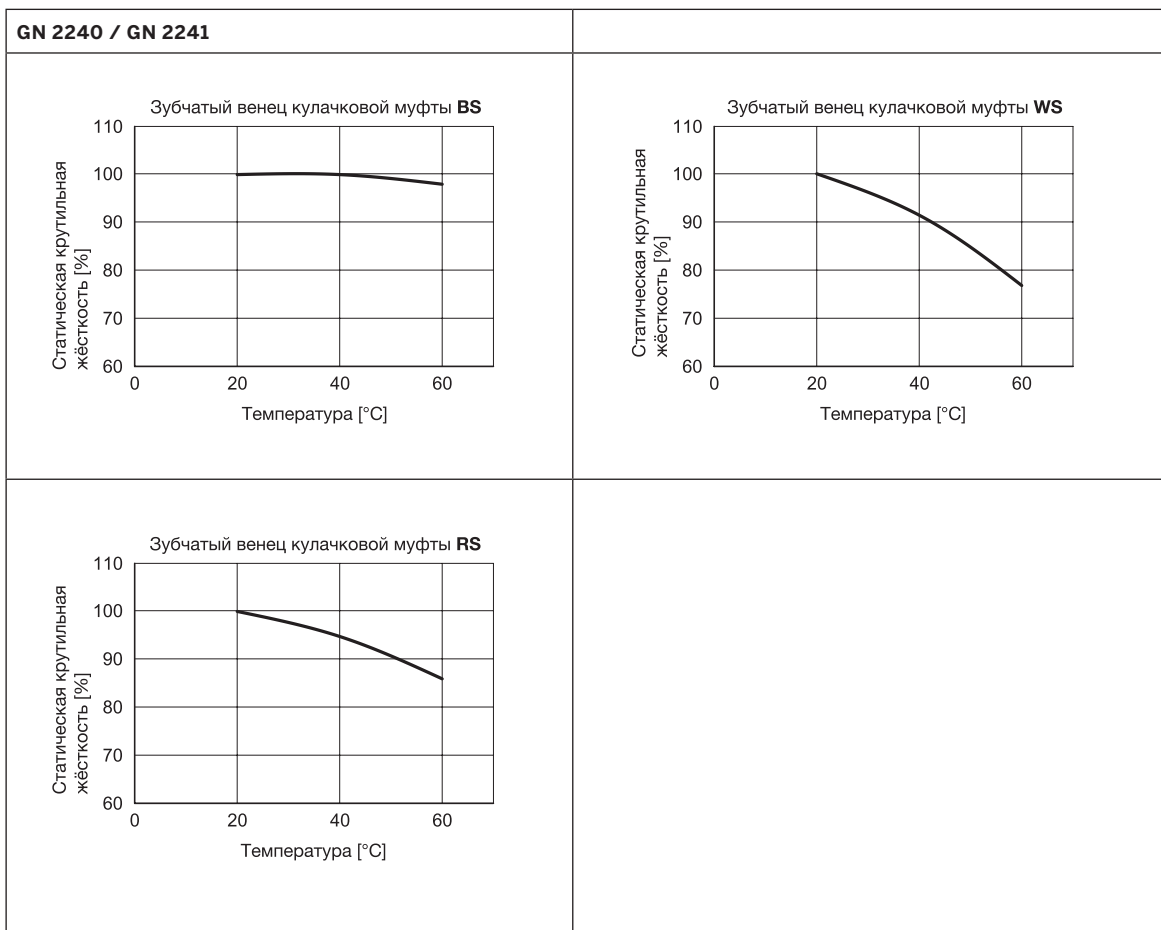 GN 2240 / GN 2241
Зубчатый венец кулачковой муфты BS
110
100
90
80
70
60
0
20
40
60
Статическая крутильная
жёсткость [%]
Температура [°C]
Зубчатый венец кулачковой муфты WS
110
100
90
80
70
60
0
20
40
60
Статическая крутильная
жёсткость [%]
Температура [°C]
Зубчатый венец кулачковой муфты RS
110
100
90
80
70
60
0
20
40
60
Статическая крутильная
жёсткость [%]
Температура [°C]